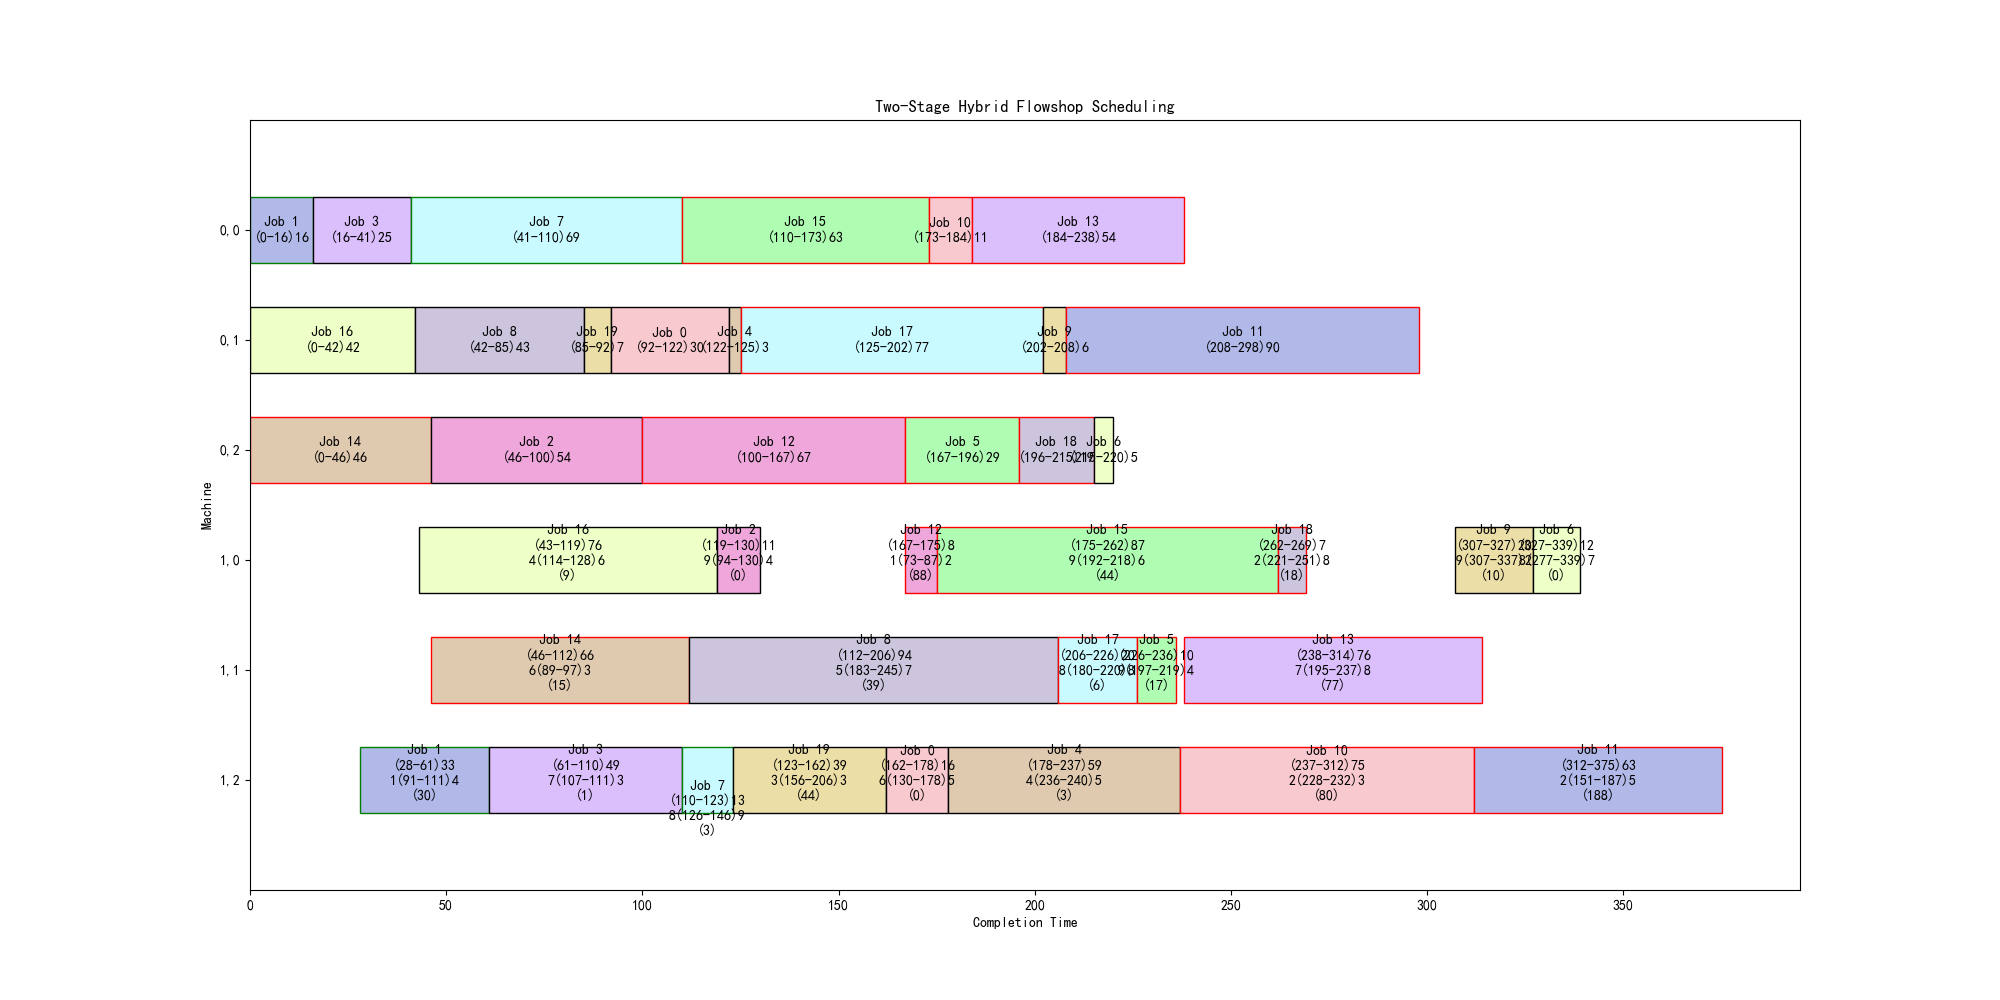 Two-Stage Hybrid Flowshop Scheduling
0,0
Job 1
(0-16)16
Job 3
(16-41)25
Job 7
(41-110)69
Job 15
(110-173)63
Job 10
(173-184)11
Job 13
(184-238)54
0,1
Job 16
(0-42)42
Job 8
(42-85)43
Job 19
(85-92)7
Job 0
(92-122)30
Job 4
(122-125)3
Job 17
(125-202)77
Job 9
(202-208)6
Job 11
(208-298)90
0,2
Job 14
(0-46)46
Job 2
(46-100)54
Job 12
(100-167)67
Job 5
(167-196)29
Job 18
(196-215)19
Job 6
(215-220)5
Machine
1,0
Job 16
(43-119)76
4(114-128)6
(9)
Job 2
(119-130)11
9(94-130)4
(0)
Job 12
(167-175)8
1(73-87)2
(88)
Job 15
(175-262)87
9(192-218)6
(44)
Job 18
(262-269)7
2(221-251)8
(18)
Job 9
(307-327)20
9(307-337)8
(10)
Job 6
(327-339)12
(277-339)7
(0)
1,1
Job 14
(46-112)66
6(89-97)3
(15)
Job 8
(112-206)94
5(183-245)7
(39)
Job 17
(206-226)20
8(180-220)
(6)
Job 5
(226-236)10
9(197-219)4
(17)
Job 13
(238-314)76
7(195-237)8
(77)
1,2
Job 1
(28-61)33
1(91-111)4
(30)
Job 3
(61-110)49
7(107-111)3
(1)
Job 7
(110-123)13
8(126-146)9
(3)
Job 19
(123-162)39
3(156-206)3
(44)
Job 0
(162-178)16
6(130-178)5
(0)
Job 4
(178-237)59
4(236-240)5
(3)
Job 10
(237-312)75
2(228-232)3
(80)
Job 11
(312-375)63
2(151-187)5
(188)
0
50
100
150
200
250
300
350
Completion Time